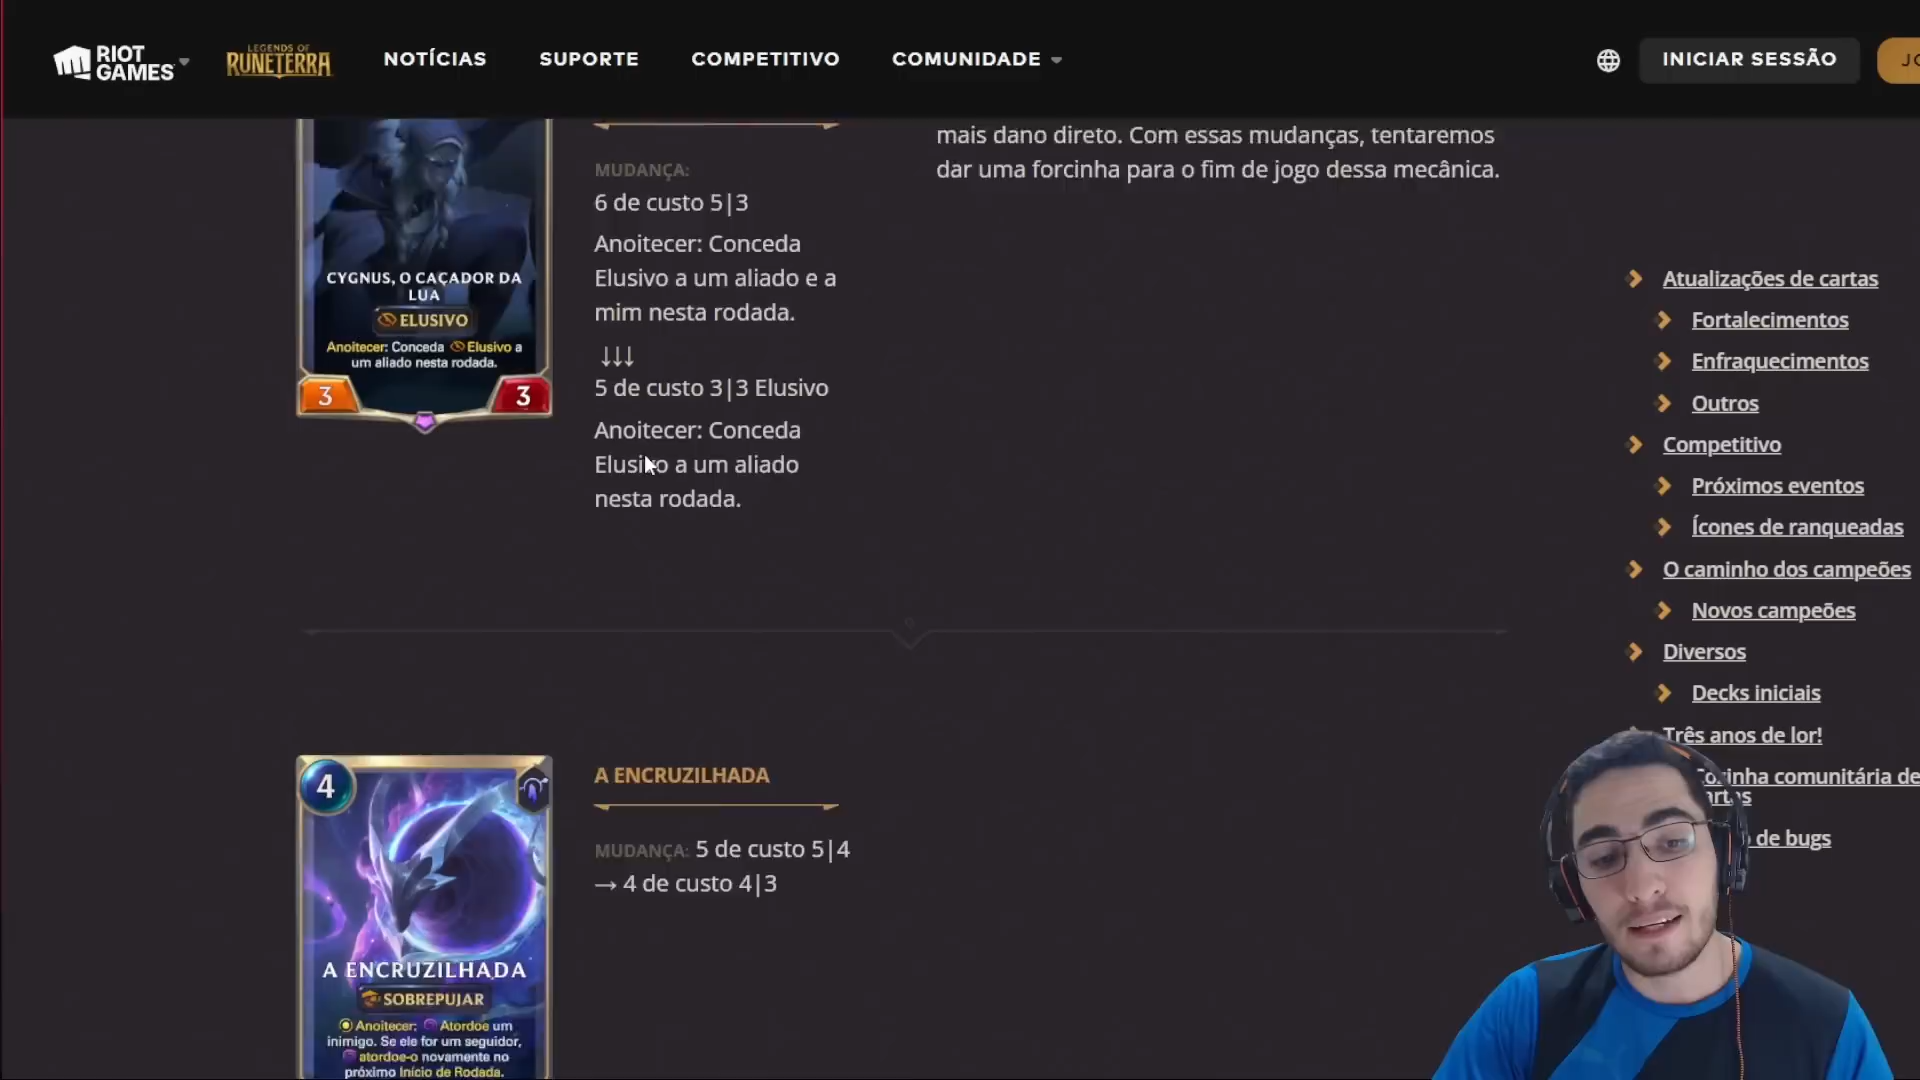 RIOT GAMES
LEGENDS OF RUNETERRA
NOTÍCIAS
SUPORTE
COMPETITIVO
COMUNIDADE
INICIAR SESSÃO
mais dano direto. Com essas mudanças, tentaremos
dar uma forcinha para o fim de jogo dessa mecânica.
CYGNUS, O CAÇADOR DA
LUA
ELUSIVO
Anoitecer: Conceda Elusivo a
um aliado nesta rodada.
3
3
MUDANÇA:
6 de custo 5|3
Anoitecer: Conceda
Elusivo a um aliado e a
mim nesta rodada.
↓↓↓
5 de custo 3|3 Elusivo
Anoitecer: Conceda
Elusivo a um aliado
nesta rodada.
4
A ENCRUZILHADA
SOBREPUJAR
Anoitecer: Atordoe um
inimigo. Se ele for um seguidor,
atordoe-o novamente no
próximo Início de Rodada.
A ENCRUZILHADA
MUDANÇA: 5 de custo 5|4
→ 4 de custo 4|3
Atualizações de cartas
Fortalecimentos
Enfraquecimentos
Outros
Competitivo
Próximos eventos
Ícones de ranqueadas
O caminho dos campeões
Novos campeões
Diversos
Decks iniciais
Três anos de lor!
comunitária de
de bugs